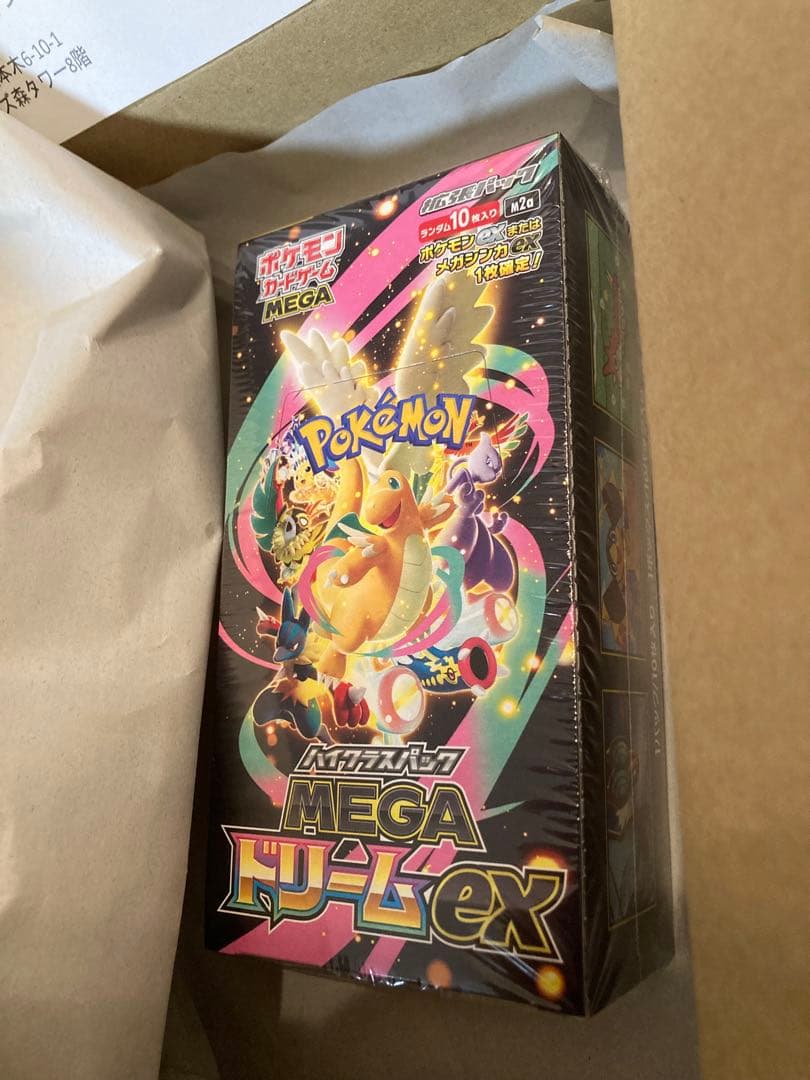 本木6-10-1
ズ森タワー8階
拡張パック
ランダム10枚入り M2a
ポケモンexまたは
メガシンカex
1枚確定!
ポケモン
カードゲーム
MEGA
POKéMON
ハイクラスパック
MEGA
ドリームex